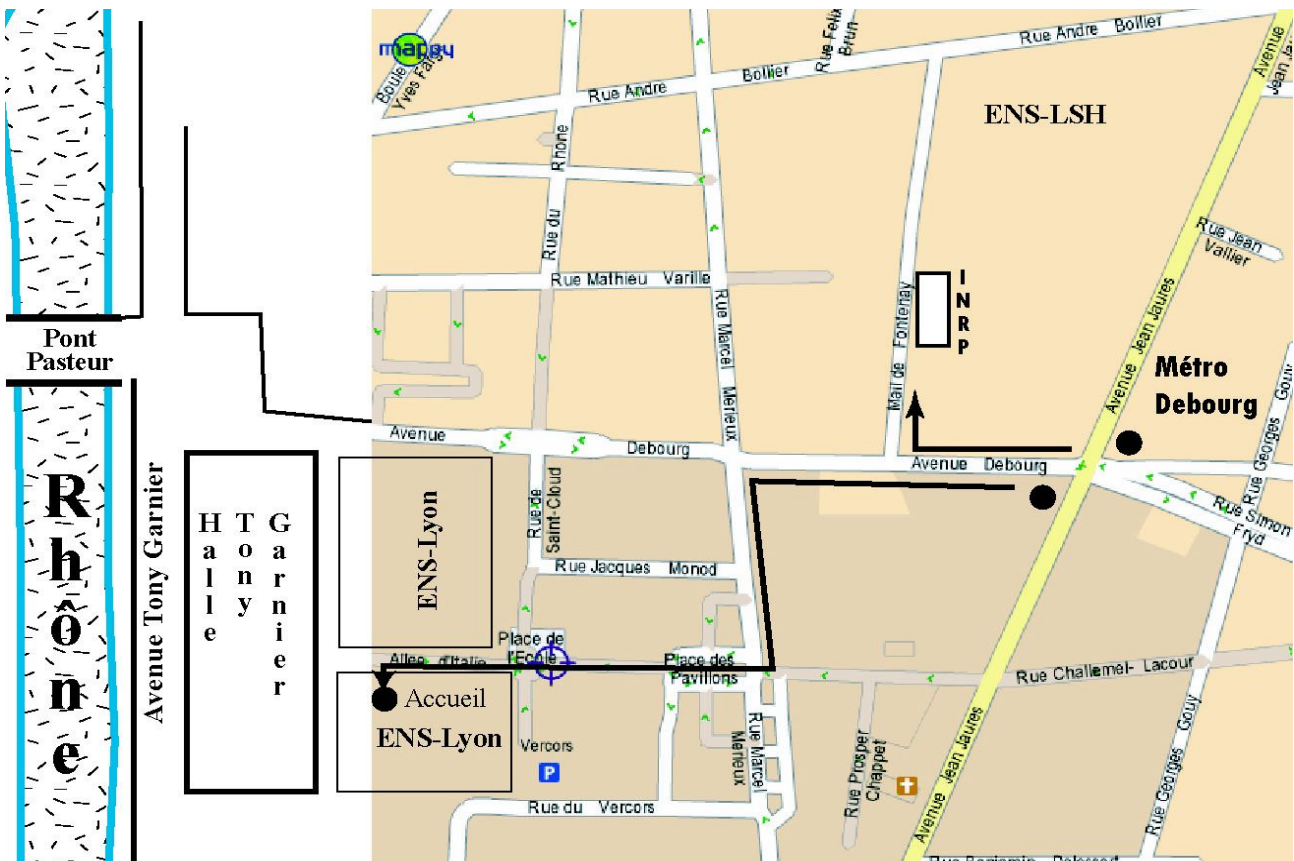 mappy
Boule
Yves Farge
Rue Andre
Bollier
Rue Felix
Brun
Rue Andre Bollier
Avenue
Jean Jau
ENS-LSH
Rhone
Rue du
Rue Mathieu Varille
Rue Marcel Merieux
Mail de Fontenay
INRP
Rue Jean
Vallier
Avenue Jean Jaures
Métro
Debourg
Rue Georges Gouy
Pont
Pasteur
Avenue
Debourg
Avenue Debourg
Rue Simon
Fryd
Rhône
Avenue Tony Garnier
Halle
Tony
Garnier
ENS-Lyon
Rue de
Saint-Cloud
Rue Jacques Monod
Place de
l'Ecole
Allee d'Italie
Place des
Pavillons
Rue Challemel-Lacour
Accueil
ENS-Lyon
Vercors
P
Rue Marcel
Merieux
Rue Prosper
Chappet
Avenue Jean Jaures
Rue Georges Gouy
Rue du Vercors